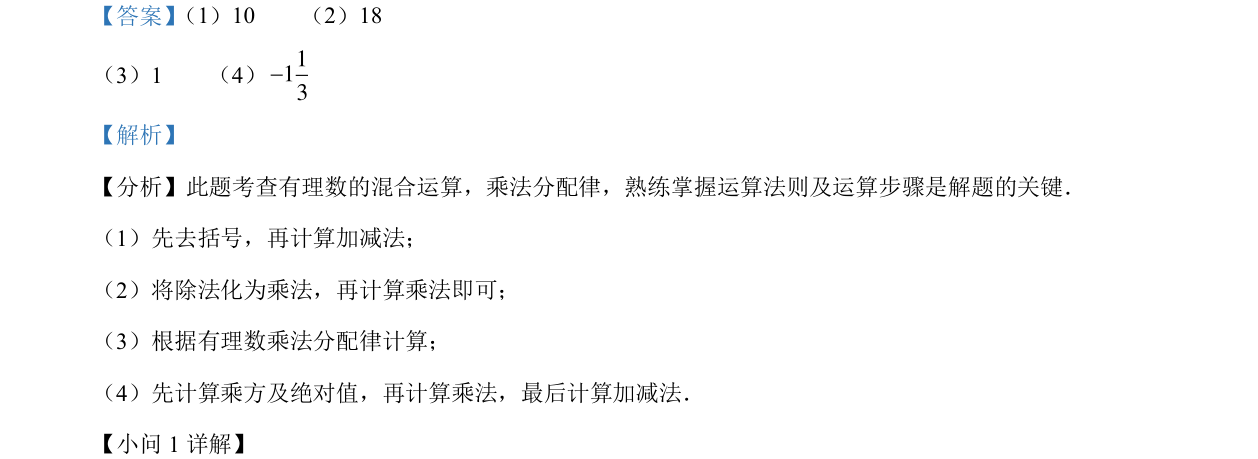 【答案】（1）10 （2）18
（3）1 （4）−1 1/3
【解析】
【分析】此题考查有理数的混合运算，乘法分配律，熟练掌握运算法则及运算步骤是解题的关键．
（1）先去括号，再计算加减法；
（2）将除法化为乘法，再计算乘法即可；
（3）根据有理数乘法分配律计算；
（4）先计算乘方及绝对值，再计算乘法，最后计算加减法．
【小问 1 详解】